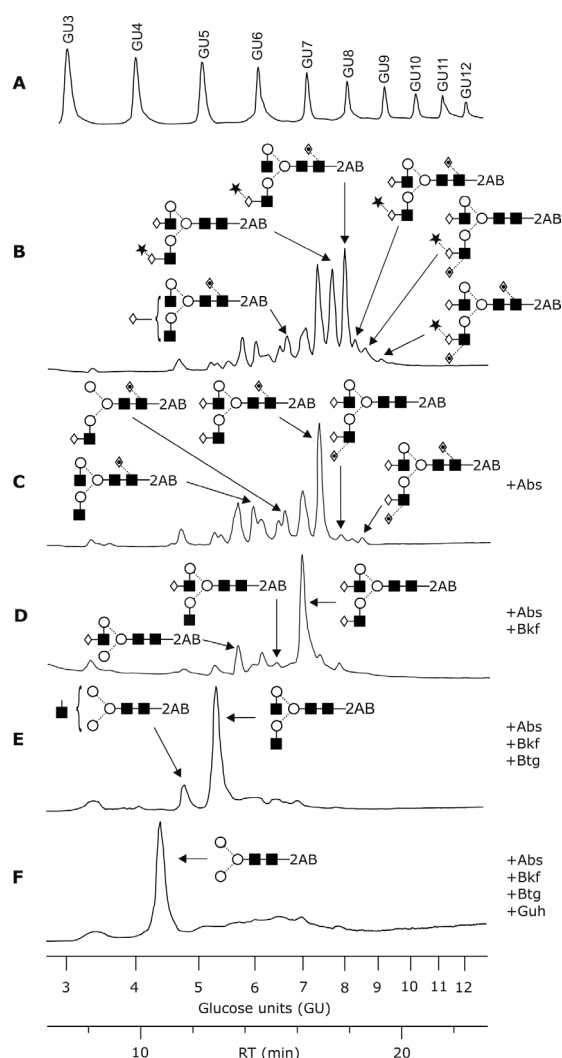 GU3 GU4 GU5 GU6 GU7 GU8 GU9 GU10 GU11 GU12
A
2AB
2AB
2AB
2AB
B
2AB
2AB
2AB
2AB
2AB
2AB
C
2AB
2AB
+Abs
2AB
2AB
D
2AB
+Abs
+Bkf
2AB
2AB
E
+Abs
+Bkf
+Btg
2AB
F
+Abs
+Bkf
+Btg
+Guh
3 4 5 6 7 8 9 10 11 12
Glucose units (GU)
10 RT (min) 20